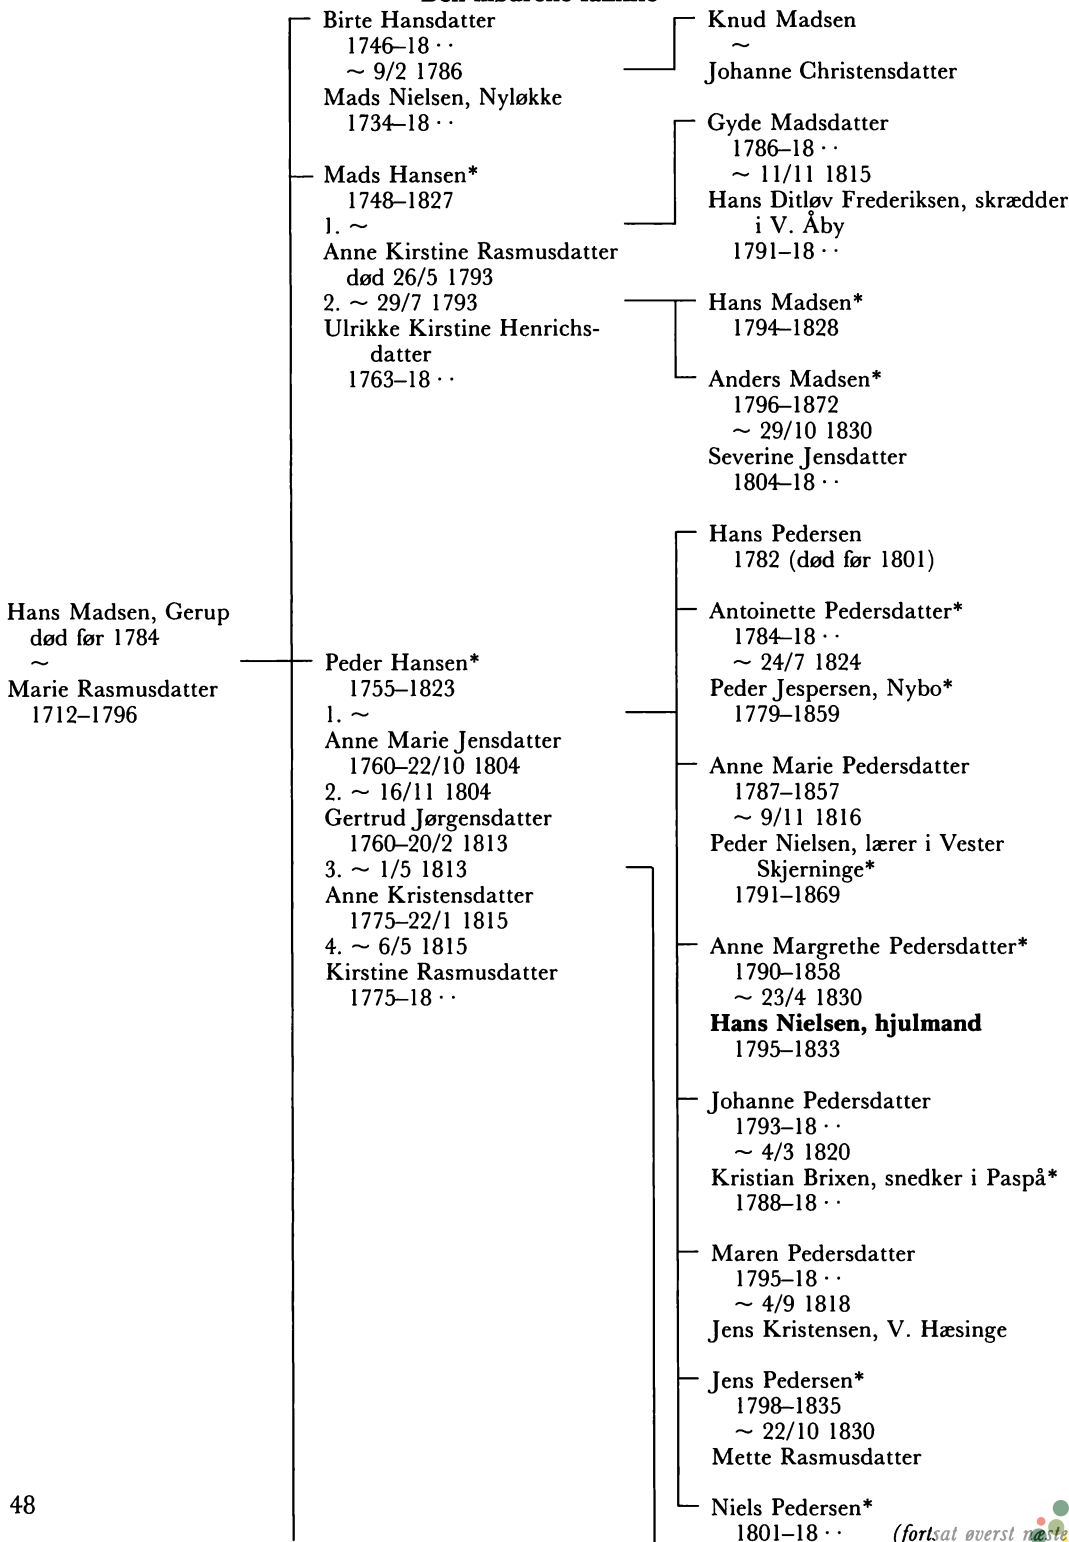 Birte Hansdatter
1746–18 · ·
~ 9/2 1786
Mads Nielsen, Nyløkke
1734–18 · ·
Mads Hansen*
1748–1827
1. ~
Anne Kirstine Rasmusdatter
død 26/5 1793
2. ~ 29/7 1793
Ulrikke Kirstine Henrichs-
datter
1763–18 · ·
Hans Madsen, Gerup
død før 1784
~
Marie Rasmusdatter
1712–1796
Peder Hansen*
1755–1823
1. ~
Anne Marie Jensdatter
1760–22/10 1804
2. ~ 16/11 1804
Gertrud Jørgensdatter
1760–20/2 1813
3. ~ 1/5 1813
Anne Kristensdatter
1775–22/1 1815
4. ~ 6/5 1815
Kirstine Rasmusdatter
1775–18 · ·
Knud Madsen
~
Johanne Christensdatter
Gyde Madsdatter
1786–18 · ·
~ 11/11 1815
Hans Ditløv Frederiksen, skrædder
i V. Åby
1791–18 · ·
Hans Madsen*
1794–1828
Anders Madsen*
1796–1872
~ 29/10 1830
Severine Jensdatter
1804–18 · ·
Hans Pedersen
1782 (død før 1801)
Antoinette Pedersdatter*
1784–18 · ·
~ 24/7 1824
Peder Jespersen, Nybo*
1779–1859
Anne Marie Pedersdatter
1787–1857
~ 9/11 1816
Peder Nielsen, lærer i Vester
Skjerninge*
1791–1869
Anne Margrethe Pedersdatter*
1790–1858
~ 23/4 1830
Hans Nielsen, hjulmand
1795–1833
Johanne Pedersdatter
1793–18 · ·
~ 4/3 1820
Kristian Brixen, snedker i Paspå*
1788–18 · ·
Maren Pedersdatter
1795–18 · ·
~ 4/9 1818
Jens Kristensen, V. Hæsinge
Jens Pedersen*
1798–1835
~ 22/10 1830
Mette Rasmusdatter
Niels Pedersen*
1801–18 · ·
(fortsat øverst næste
48